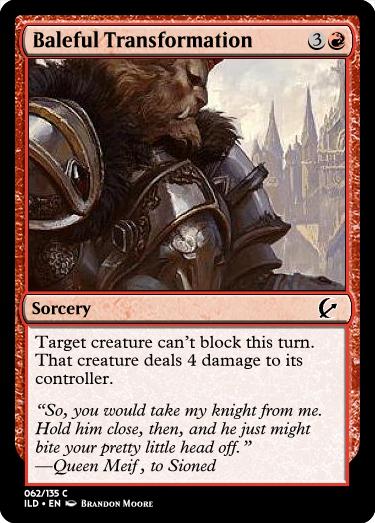 Baleful Transformation 3
Sorcery
Target creature can't block this turn.
That creature deals 4 damage to its
controller.
“So, you would take my knight from me.
Hold him close, then, and he just might
bite your pretty little head off.”
—Queen Meif, to Sioned
062/135 C
ILD • EN Brandon Moore